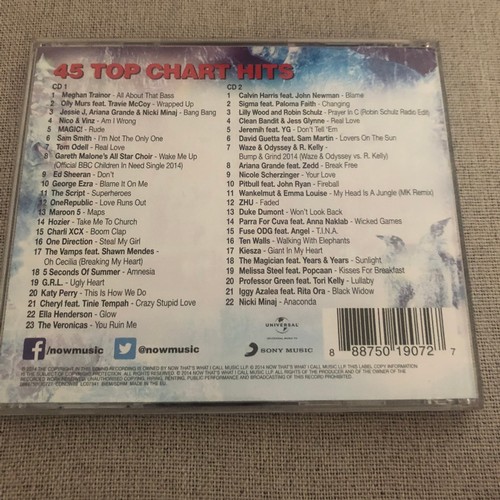 45 TOP CHART HITS
CD 1
1 Meghan Trainor - All About That Bass
2 Olly Murs feat. Travie McCoy - Wrapped Up
3 Jessie J, Ariana Grande & Nicki Minaj - Bang Bang
4 Nico & Vinz - Am I Wrong
5 MAGIC! - Rude
6 Sam Smith - I'm Not The Only One
7 Tom Odell - Real Love
8 Gareth Malone's All Star Choir - Wake Me Up
(Official BBC Children In Need Single 2014)
9 Ed Sheeran - Don't
10 George Ezra - Blame It On Me
11 The Script - Superheroes
12 OneRepublic - Love Runs Out
13 Maroon 5 - Maps
14 Hozier - Take Me To Church
15 Charli XCX - Boom Clap
16 One Direction - Steal My Girl
17 The Vamps feat. Shawn Mendes -
Oh Cecilia (Breaking My Heart)
18 5 Seconds Of Summer - Amnesia
19 G.R.L. - Ugly Heart
20 Katy Perry - This Is How We Do
21 Cheryl feat. Tinie Tempah - Crazy Stupid Love
22 Ella Henderson - Glow
23 The Veronicas - You Ruin Me
CD 2
1 Calvin Harris feat. John Newman - Blame
2 Sigma feat. Paloma Faith - Changing
3 Lilly Wood and Robin Schulz - Prayer In C (Robin Schulz Radio Edit)
4 Clean Bandit & Jess Glynne - Real Love
5 Jeremih feat. YG - Don't Tell 'Em
6 David Guetta feat. Sam Martin - Lovers On The Sun
7 Waze & Odyssey vs. R. Kelly -
Bump & Grind 2014 (Waze & Odyssey vs. R. Kelly)
8 Ariana Grande feat. Zedd - Break Free
9 Nicole Scherzinger - Your Love
10 Pitbull feat. John Ryan - Fireball
11 Wankelmut & Emma Louise - My Head Is A Jungle (MK Remix)
12 ZHU - Faded
13 Duke Dumont - Won't Look Back
14 Parra For Cuva feat. Anna Naklab - Wicked Games
15 Fuse ODG feat. Angel - T.I.N.A.
16 Ten Walls - Walking With Elephants
17 Kiesza - Giant In My Heart
18 The Magician feat. Years & Years - Sunlight
19 Melissa Steel feat. Popcaan - Kisses For Breakfast
20 Professor Green feat. Tori Kelly - Lullaby
21 Iggy Azalea feat. Rita Ora - Black Widow
22 Nicki Minaj - Anaconda
f /nowmusic
@nowmusic
UNIVERSAL
SONY MUSIC
8 88750 19072 7